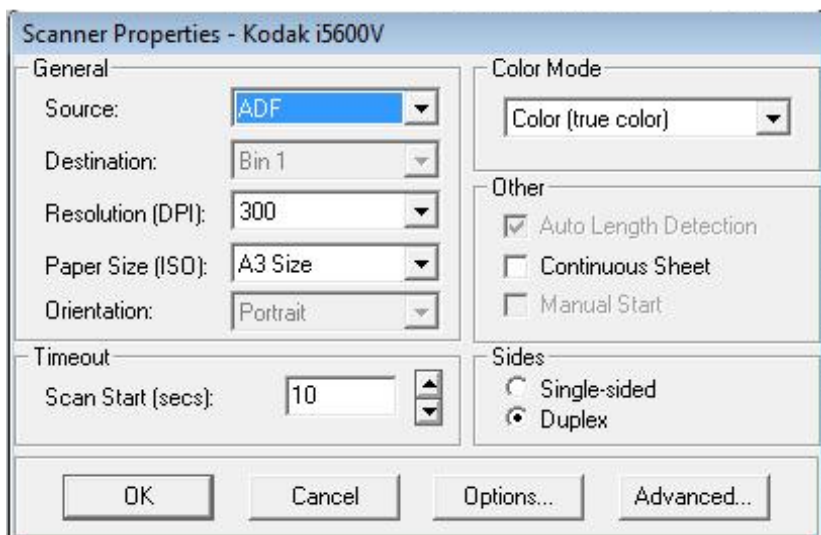 Scanner Properties - Kodak i5600V
General
Source: ADF
Destination: Bin 1
Resolution (DPI): 300
Paper Size (ISO): A3 Size
Orientation: Portrait
Color Mode
Color (true color)
Other
Auto Length Detection
Continuous Sheet
Manual Start
Timeout
Scan Start (secs): 10
Sides
Single-sided
Duplex
OK Cancel Options... Advanced...